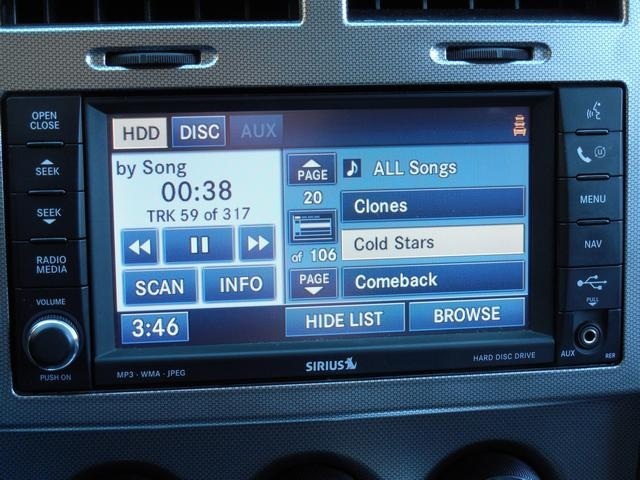 OPEN
CLOSE
SEEK
SEEK
RADIO
MEDIA
VOLUME
PUSH ON
HDD
DISC
AUX
by Song
00:38
TRK 59 of 317
SCAN
INFO
3:46
PAGE
20
of 106
PAGE
ALL Songs
Clones
Cold Stars
Comeback
HIDE LIST
BROWSE
MP3 - WMA - JPEG
SIRIUS
HARD DISC DRIVE
MENU
NAV
PULL
AUX
RER